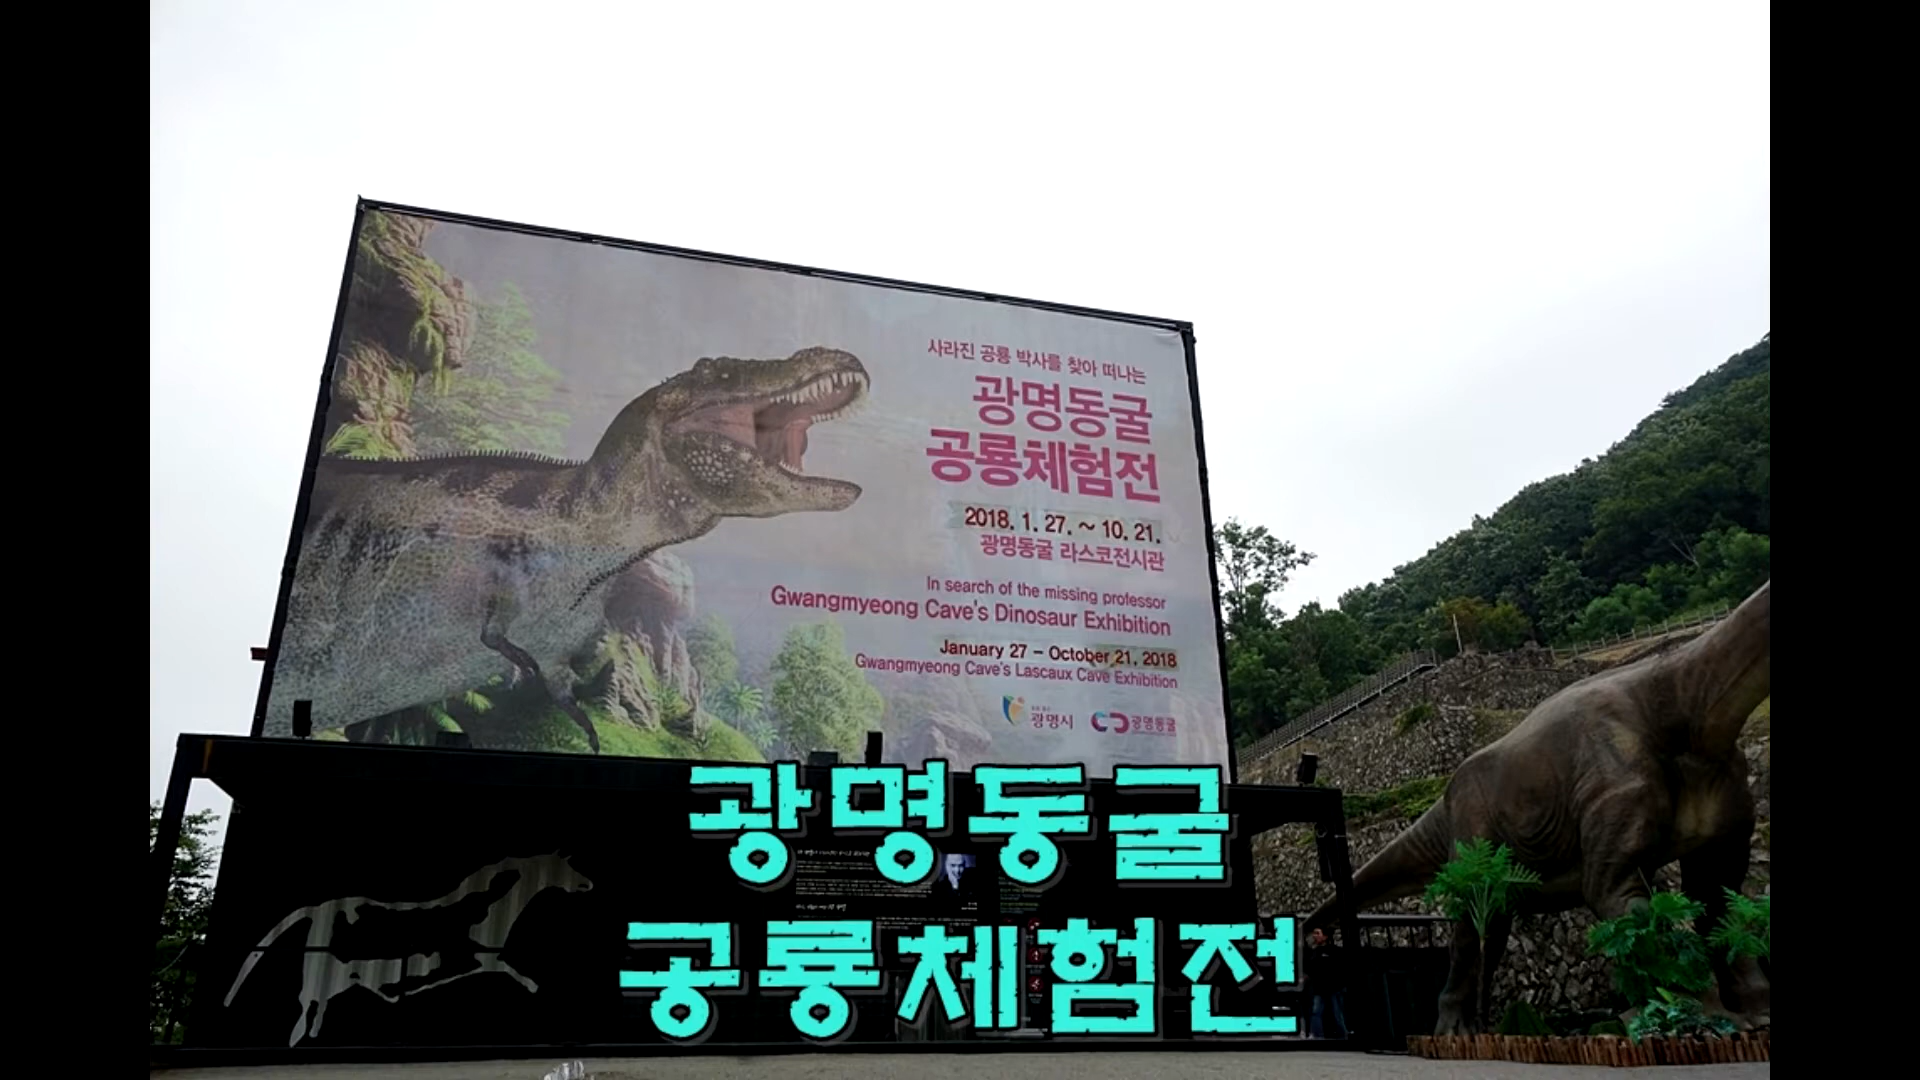 사라진 공룡 박사를 찾아 떠나는
광명동굴
공룡체험전
2018. 1. 27. ~ 10. 21.
광명동굴 라스코전시관
In search of the missing professor
Gwangmyeong Cave's Dinosaur Exhibition
January 27 - October 21, 2018
Gwangmyeong Cave's Lascaux Cave Exhibition
광명시
광명동굴
광명동굴
공룡체험전